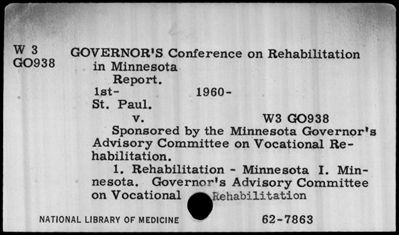 W 3 GOVERNOR'S Conference on Rehabilitation
GO938 in Minnesota
Report.
1st- 1960-
St. Paul.
v. W3 GO938
Sponsored by the Minnesota Governor's
Advisory Committee on Vocational Re-
habilitation.
1. Rehabilitation - Minnesota I. Min-
nesota. Governor's Advisory Committee
on Vocational Rehabilitation
NATIONAL LIBRARY OF MEDICINE 62-7863